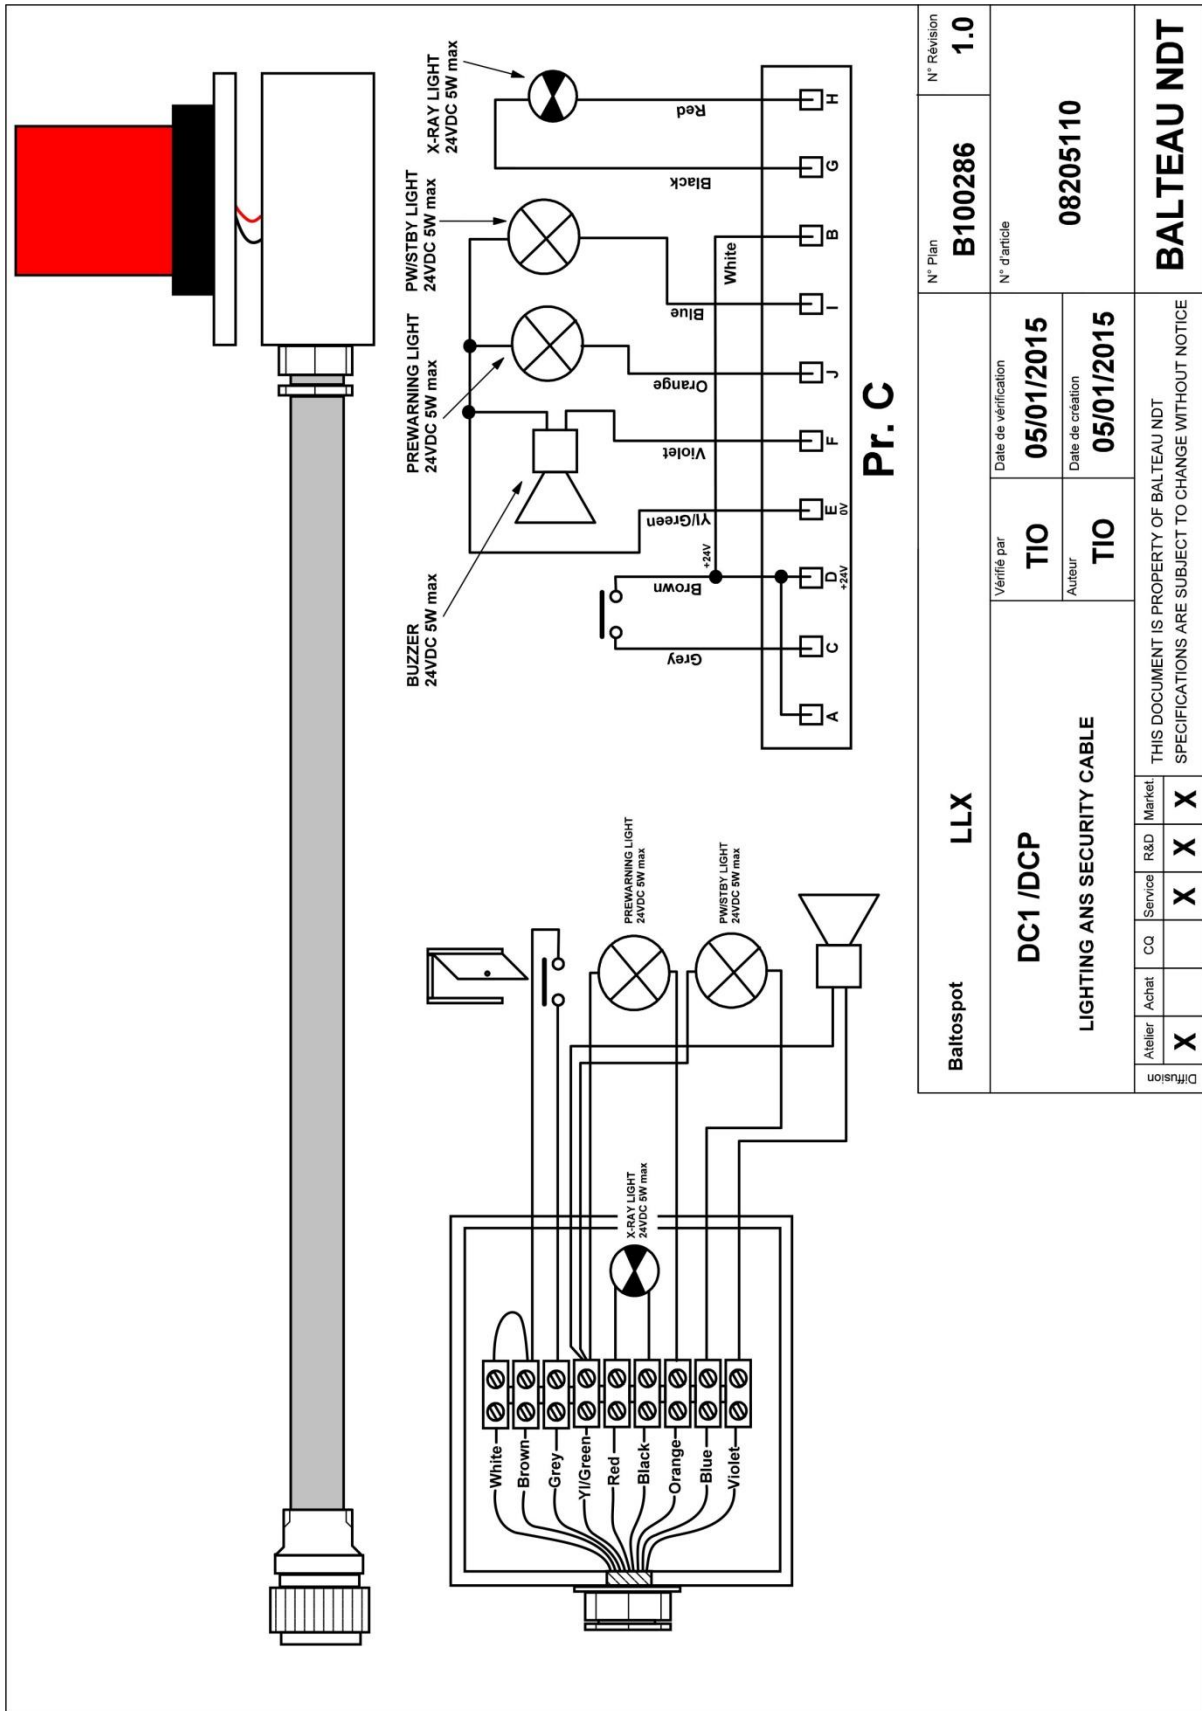 BUZZER
24VDC 5W max
PREWARNING LIGHT
24VDC 5W max
PW/STBY LIGHT
24VDC 5W max
X-RAY LIGHT
24VDC 5W max
Grey
Brown
+24V
Yl/Green
Violet
Orange
Blue
White
Black
Red
A
C
D
+24V
E
0V
F
J
I
B
G
H
Pr. C
White
Brown
Grey
Yl/Green
Red
Black
Orange
Blue
Violet
X-RAY LIGHT
24VDC 5W max
PREWARNING LIGHT
24VDC 5W max
PW/STBY LIGHT
24VDC 5W max
Baltospot
LLX
N° Plan
B100286
N° Révision
1.0
DC1 /DCP
LIGHTING ANS SECURITY CABLE
Vérifié par
TIO
Date de vérification
05/01/2015
Auteur
TIO
Date de création
05/01/2015
N° d'article
08205110
Diffusion
Atelier
Achat
CQ
Service
R&D
Market.
X
X
X
X
THIS DOCUMENT IS PROPERTY OF BALTEAU NDT
SPECIFICATIONS ARE SUBJECT TO CHANGE WITHOUT NOTICE
BALTEAU NDT